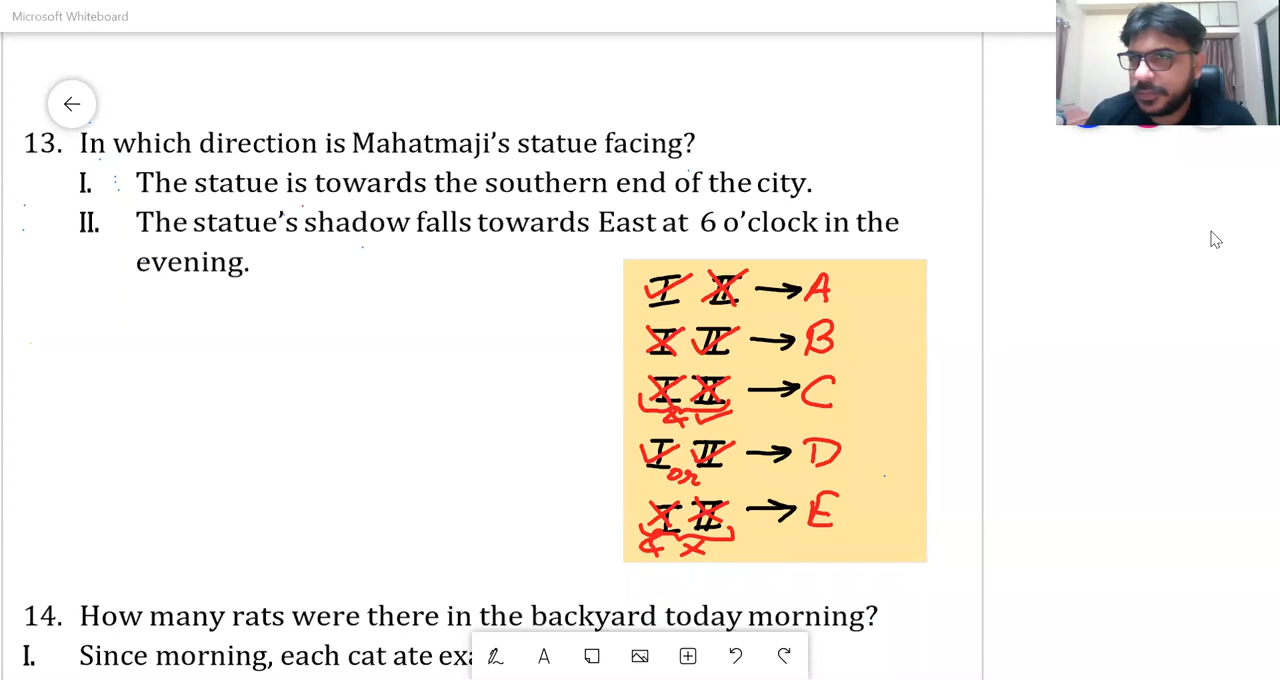 Microsoft Whiteboard
13. In which direction is Mahatmaji’s statue facing?
I. The statue is towards the southern end of the city.
II. The statue’s shadow falls towards East at 6 o’clock in the
evening.
I II → A
I II → B
I II → C
&
I II → D
or
I II → E
&
14. How many rats were there in the backyard today morning?
I. Since morning, each cat ate
A